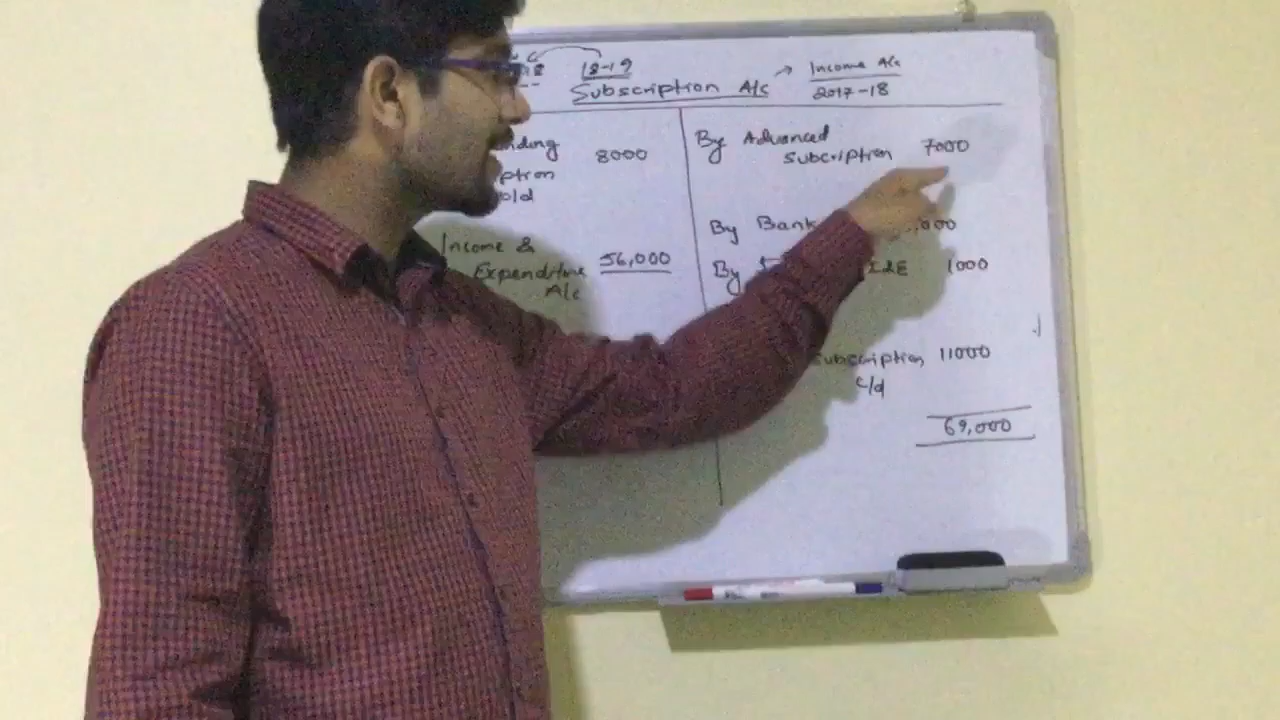 18-19
Subscription A/c → Income A/c
2017-18
nding 8000
ption
old
Income & 56,000
Expenditure
A/c
By Advanced
Subcription 7000
By Bank ,000
By I&E 1000
Subscription 11000
c/d
69,000